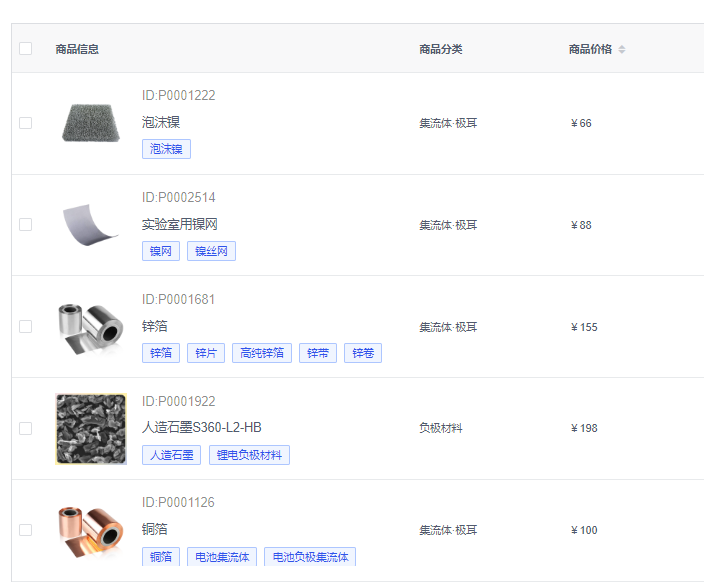 商品信息 商品分类 商品价格
ID:P0001222
泡沫镍
泡沫镍
集流体·极耳
¥ 66
ID:P0002514
实验室用镍网
镍网 镍丝网
集流体·极耳
¥ 88
ID:P0001681
锌箔
锌箔 锌片 高纯锌箔 锌带 锌卷
集流体·极耳
¥ 155
ID:P0001922
人造石墨S360-L2-HB
人造石墨 锂电负极材料
负极材料
¥ 198
ID:P0001126
铜箔
铜箔 电池集流体 电池负极集流体
集流体·极耳
¥ 100